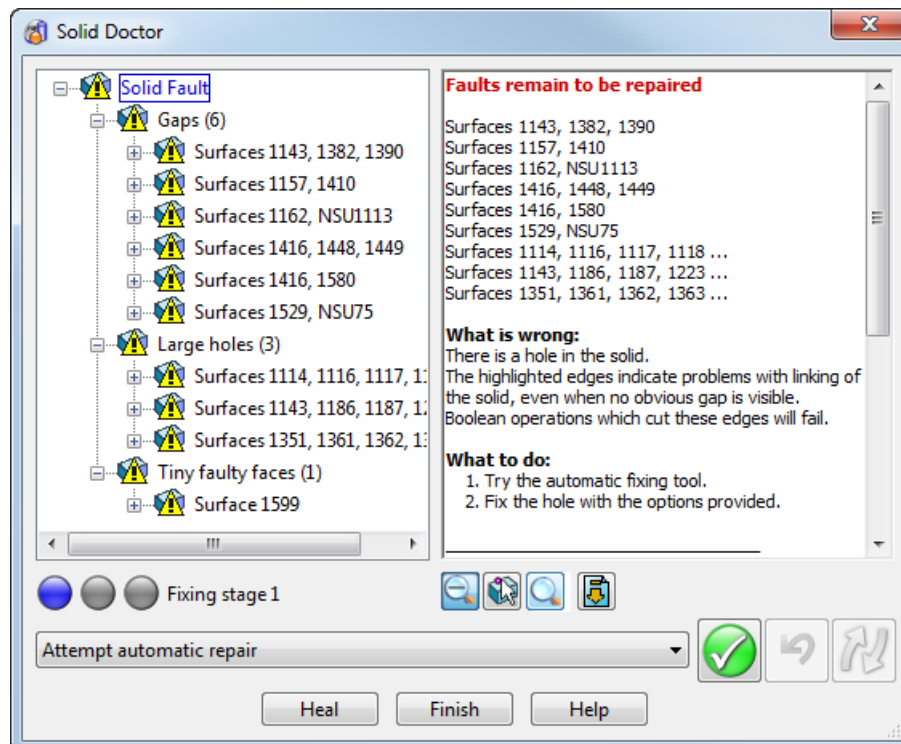 Solid Doctor
Solid Fault
Gaps (6)
Surfaces 1143, 1382, 1390
Surfaces 1157, 1410
Surfaces 1162, NSU1113
Surfaces 1416, 1448, 1449
Surfaces 1416, 1580
Surfaces 1529, NSU75
Large holes (3)
Surfaces 1114, 1116, 1117, 11
Surfaces 1143, 1186, 1187, 12
Surfaces 1351, 1361, 1362, 13
Tiny faulty faces (1)
Surface 1599
Faults remain to be repaired
Surfaces 1143, 1382, 1390
Surfaces 1157, 1410
Surfaces 1162, NSU1113
Surfaces 1416, 1448, 1449
Surfaces 1416, 1580
Surfaces 1529, NSU75
Surfaces 1114, 1116, 1117, 1118 ...
Surfaces 1143, 1186, 1187, 1223 ...
Surfaces 1351, 1361, 1362, 1363 ...
What is wrong:
There is a hole in the solid.
The highlighted edges indicate problems with linking of
the solid, even when no obvious gap is visible.
Boolean operations which cut these edges will fail.
What to do:
1. Try the automatic fixing tool.
2. Fix the hole with the options provided.
Fixing stage 1
Attempt automatic repair
Heal
Finish
Help